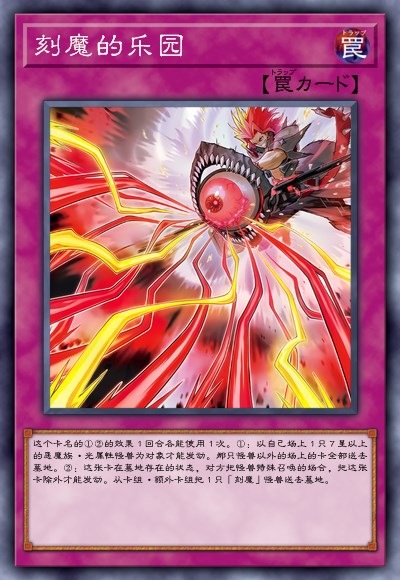 刻魔的乐园
トラップ
罠
トラップ
【罠カード】
这个卡名的①②的效果1回合各能使用1次。①：以自己场上1只7星以上
的恶魔族·光属性怪兽为对象才能发动。那只怪兽以外的场上的卡全部送去
墓地。②：这张卡在墓地存在的状态，对方把怪兽特殊召唤的场合，把这张
卡除外才能发动。从卡组·额外卡组把1只「刻魔」怪兽送去墓地。